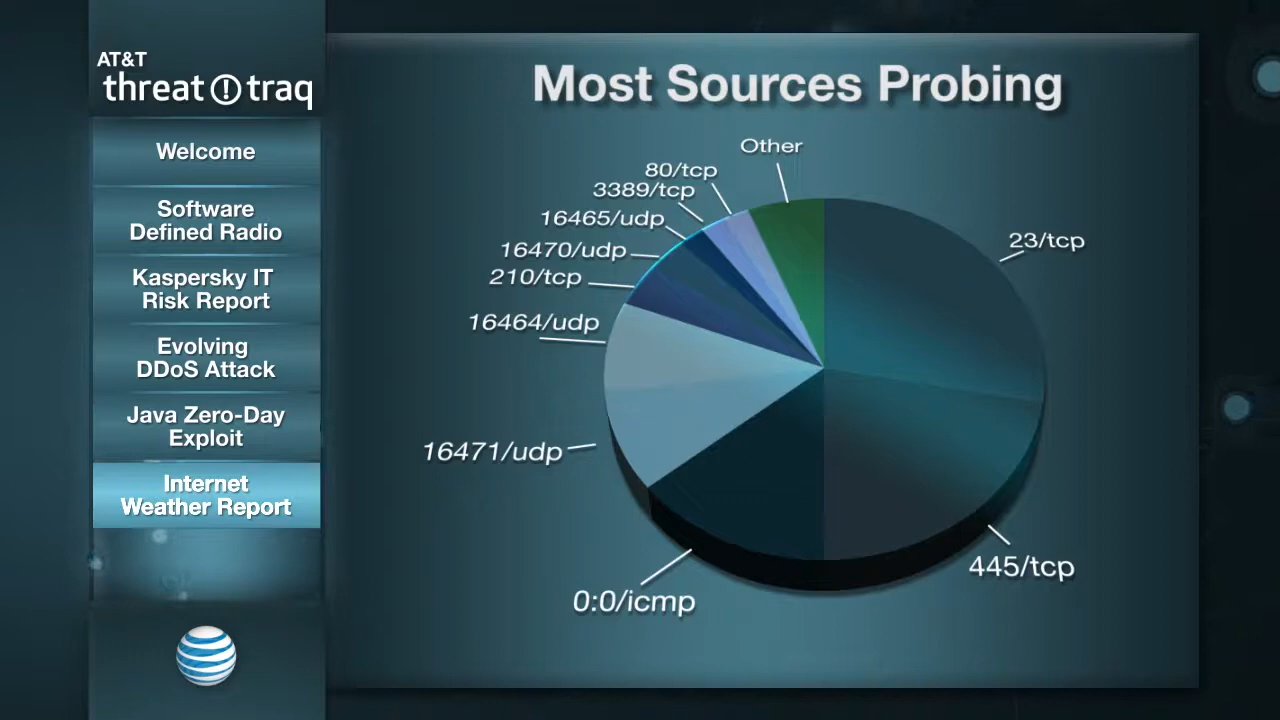 AT&T
threat traq
Welcome
Software
Defined Radio
Kaspersky IT
Risk Report
Evolving
DDoS Attack
Java Zero-Day
Exploit
Internet
Weather Report
Most Sources Probing
Other
80/tcp
3389/tcp
16465/udp
16470/udp
210/tcp
16464/udp
16471/udp
0:0/icmp
445/tcp
23/tcp